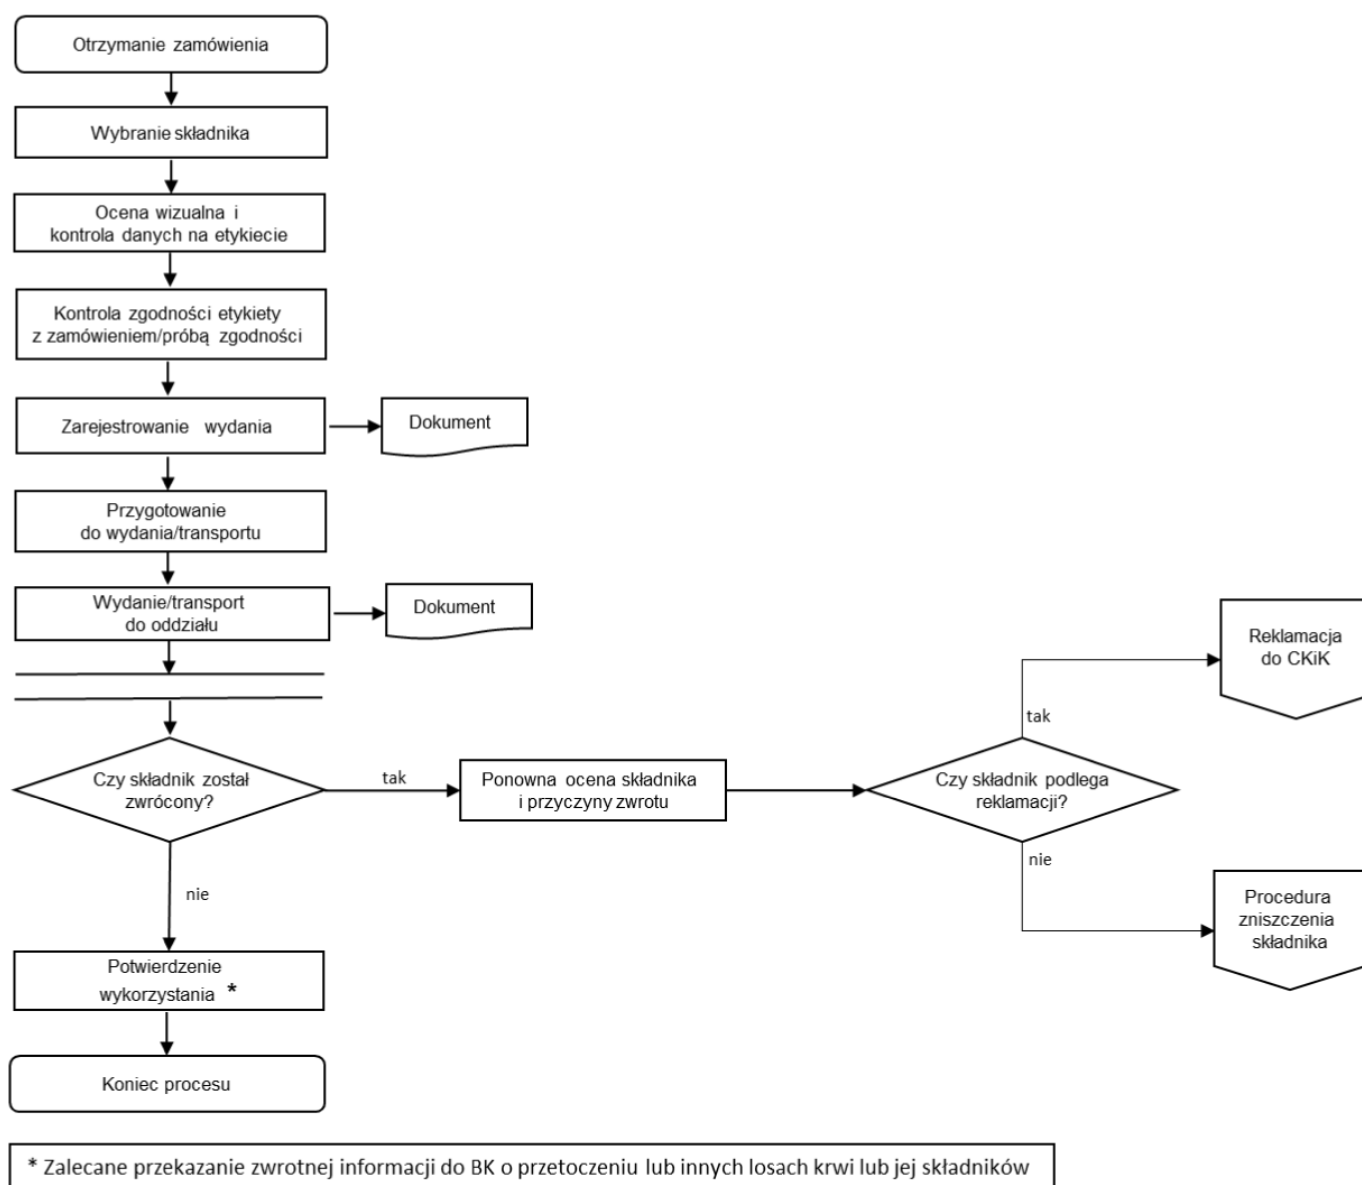 Otrzymanie zamówienia
Wybranie składnika
Ocena wizualna i
kontrola danych na etykiecie
Kontrola zgodności etykiety
z zamówieniem/próbą zgodności
Zarejestrowanie wydania
Dokument
Przygotowanie
do wydania/transportu
Wydanie/transport
do oddziału
Dokument
Czy składnik został
zwrócony?
tak
Ponowna ocena składnika
i przyczyny zwrotu
Czy składnik podlega
reklamacji?
tak
Reklamacja
do CKiK
nie
Procedura
zniszczenia
składnika
nie
Potwierdzenie
wykorzystania *
Koniec procesu
* Zalecane przekazanie zwrotnej informacji do BK o przetoczeniu lub innych losach krwi lub jej składników